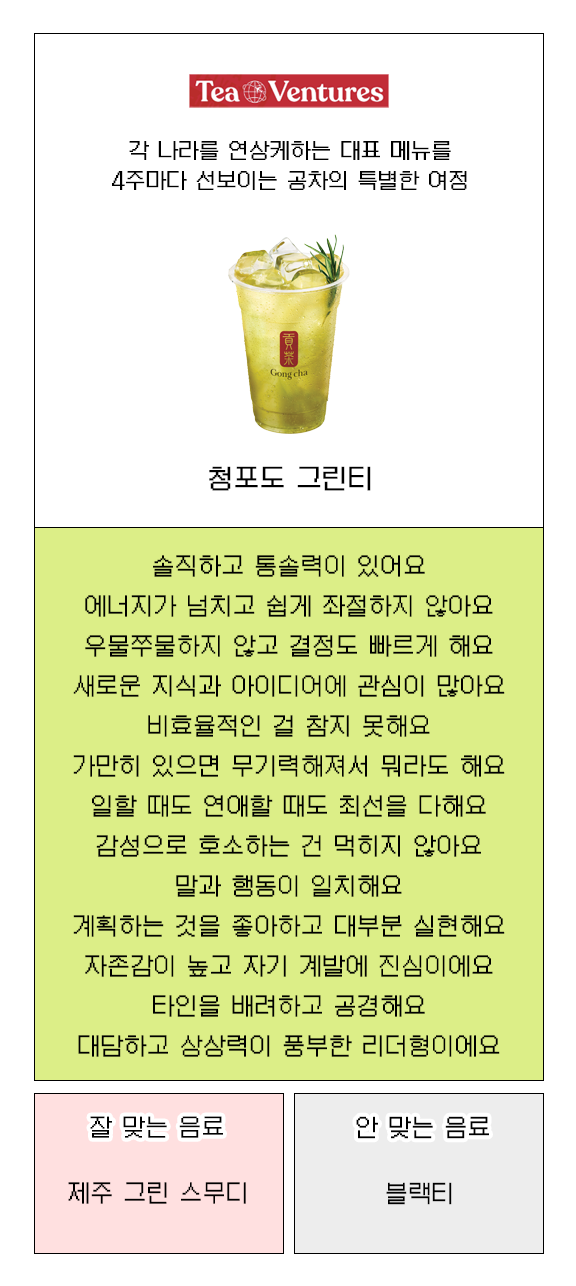 Tea Ventures
각 나라를 연상케하는 대표 메뉴를
4주마다 선보이는 공차의 특별한 여정
貢茶
Gong cha
청포도 그린티
솔직하고 통솔력이 있어요
에너지가 넘치고 쉽게 좌절하지 않아요
우물쭈물하지 않고 결정도 빠르게 해요
새로운 지식과 아이디어에 관심이 많아요
비효율적인 걸 참지 못해요
가만히 있으면 무기력해져서 뭐라도 해요
일할 때도 연애할 때도 최선을 다해요
감성으로 호소하는 건 먹히지 않아요
말과 행동이 일치해요
계획하는 것을 좋아하고 대부분 실현해요
자존감이 높고 자기 계발에 진심이에요
타인을 배려하고 공경해요
대담하고 상상력이 풍부한 리더형이에요
잘 맞는 음료
제주 그린 스무디
안 맞는 음료
블랙티